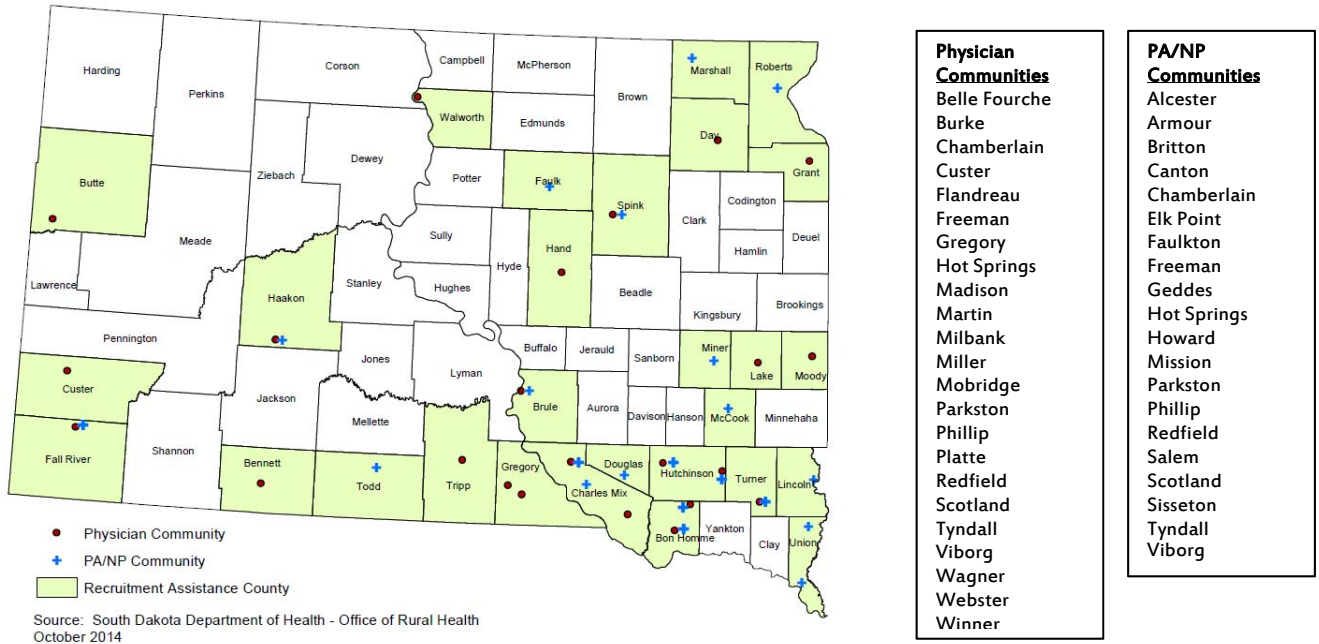 Harding
Perkins
Corson
Campbell
McPherson
Brown
Marshall
Roberts
Walworth
Edmunds
Day
Grant
Butte
Meade
Ziebach
Dewey
Potter
Faulk
Spink
Clark
Codington
Hamlin
Deuel
Sully
Hyde
Hand
Lawrence
Haakon
Stanley
Hughes
Beadle
Kingsbury
Brookings
Pennington
Jones
Lyman
Buffalo
Jerauld
Sanborn
Miner
Lake
Moody
Custer
Jackson
Mellette
Brule
Aurora
Davison
Hanson
McCook
Minnehaha
Fall River
Shannon
Bennett
Todd
Tripp
Gregory
Charles Mix
Douglas
Hutchinson
Turner
Lincoln
Bon Homme
Yankton
Clay
Union
Physician Community
PA/NP Community
Recruitment Assistance County
Source: South Dakota Department of Health - Office of Rural Health
October 2014
Physician
Communities
Belle Fourche
Burke
Chamberlain
Custer
Flandreau
Freeman
Gregory
Hot Springs
Madison
Martin
Milbank
Miller
Mobridge
Parkston
Phillip
Platte
Redfield
Scotland
Tyndall
Viborg
Wagner
Webster
Winner
PA/NP
Communities
Alcester
Armour
Britton
Canton
Chamberlain
Elk Point
Faulkton
Freeman
Geddes
Hot Springs
Howard
Mission
Parkston
Phillip
Redfield
Salem
Scotland
Sisseton
Tyndall
Viborg